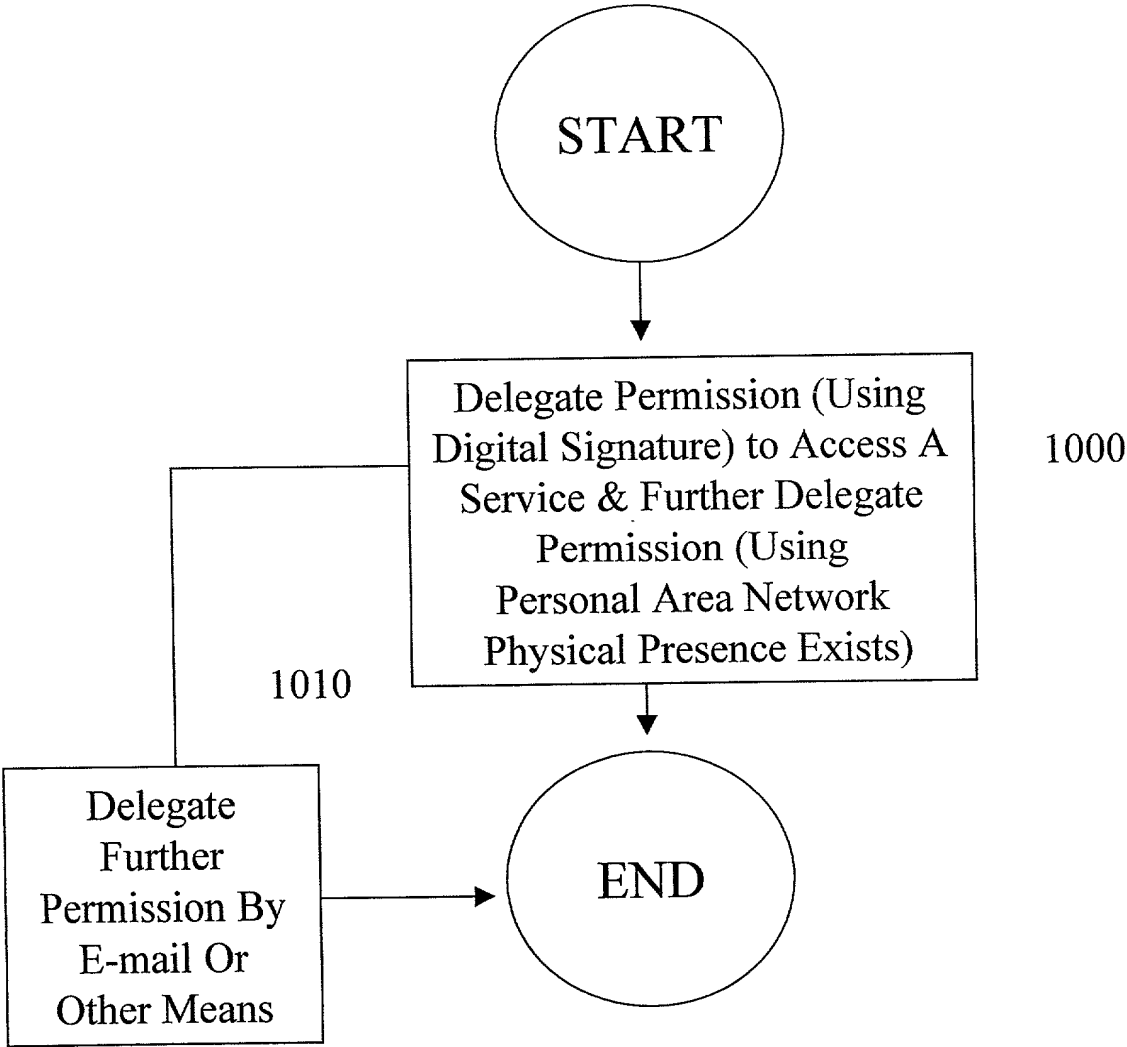 START
Delegate Permission (Using
Digital Signature) to Access A
Service & Further Delegate
Permission (Using
Personal Area Network
Physical Presence Exists)
1000
1010
Delegate
Further
Permission By
E-mail Or
Other Means
END